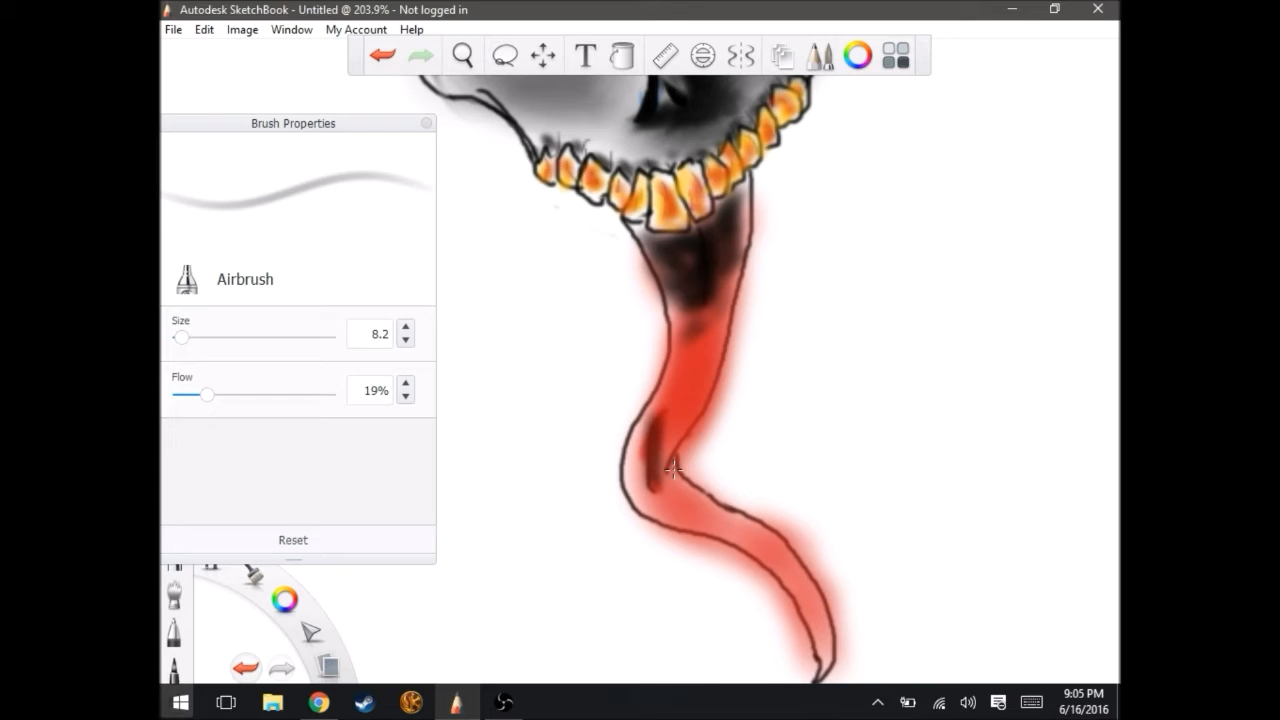 Autodesk SketchBook - Untitled @ 203.9% - Not logged in
File Edit Image Window My Account Help
T
Brush Properties
Airbrush
Size
8.2
Flow
19%
Reset
9:05 PM
6/16/2016